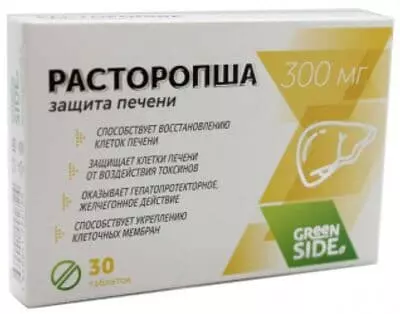 РАСТОРОПША
300 мг
защита печени
СПОСОБСТВУЕТ ВОССТАНОВЛЕНИЮ
КЛЕТОК ПЕЧЕНИ
ЗАЩИЩАЕТ КЛЕТКИ ПЕЧЕНИ
ОТ ВОЗДЕЙСТВИЯ ТОКСИНОВ
ОКАЗЫВАЕТ ГЕПАТОПРОТЕКТОРНОЕ,
ЖЕЛЧЕГОННОЕ ДЕЙСТВИЕ
СПОСОБСТВУЕТ УКРЕПЛЕНИЮ
КЛЕТОЧНЫХ МЕМБРАН
GREEN
SIDE
30
таблеток